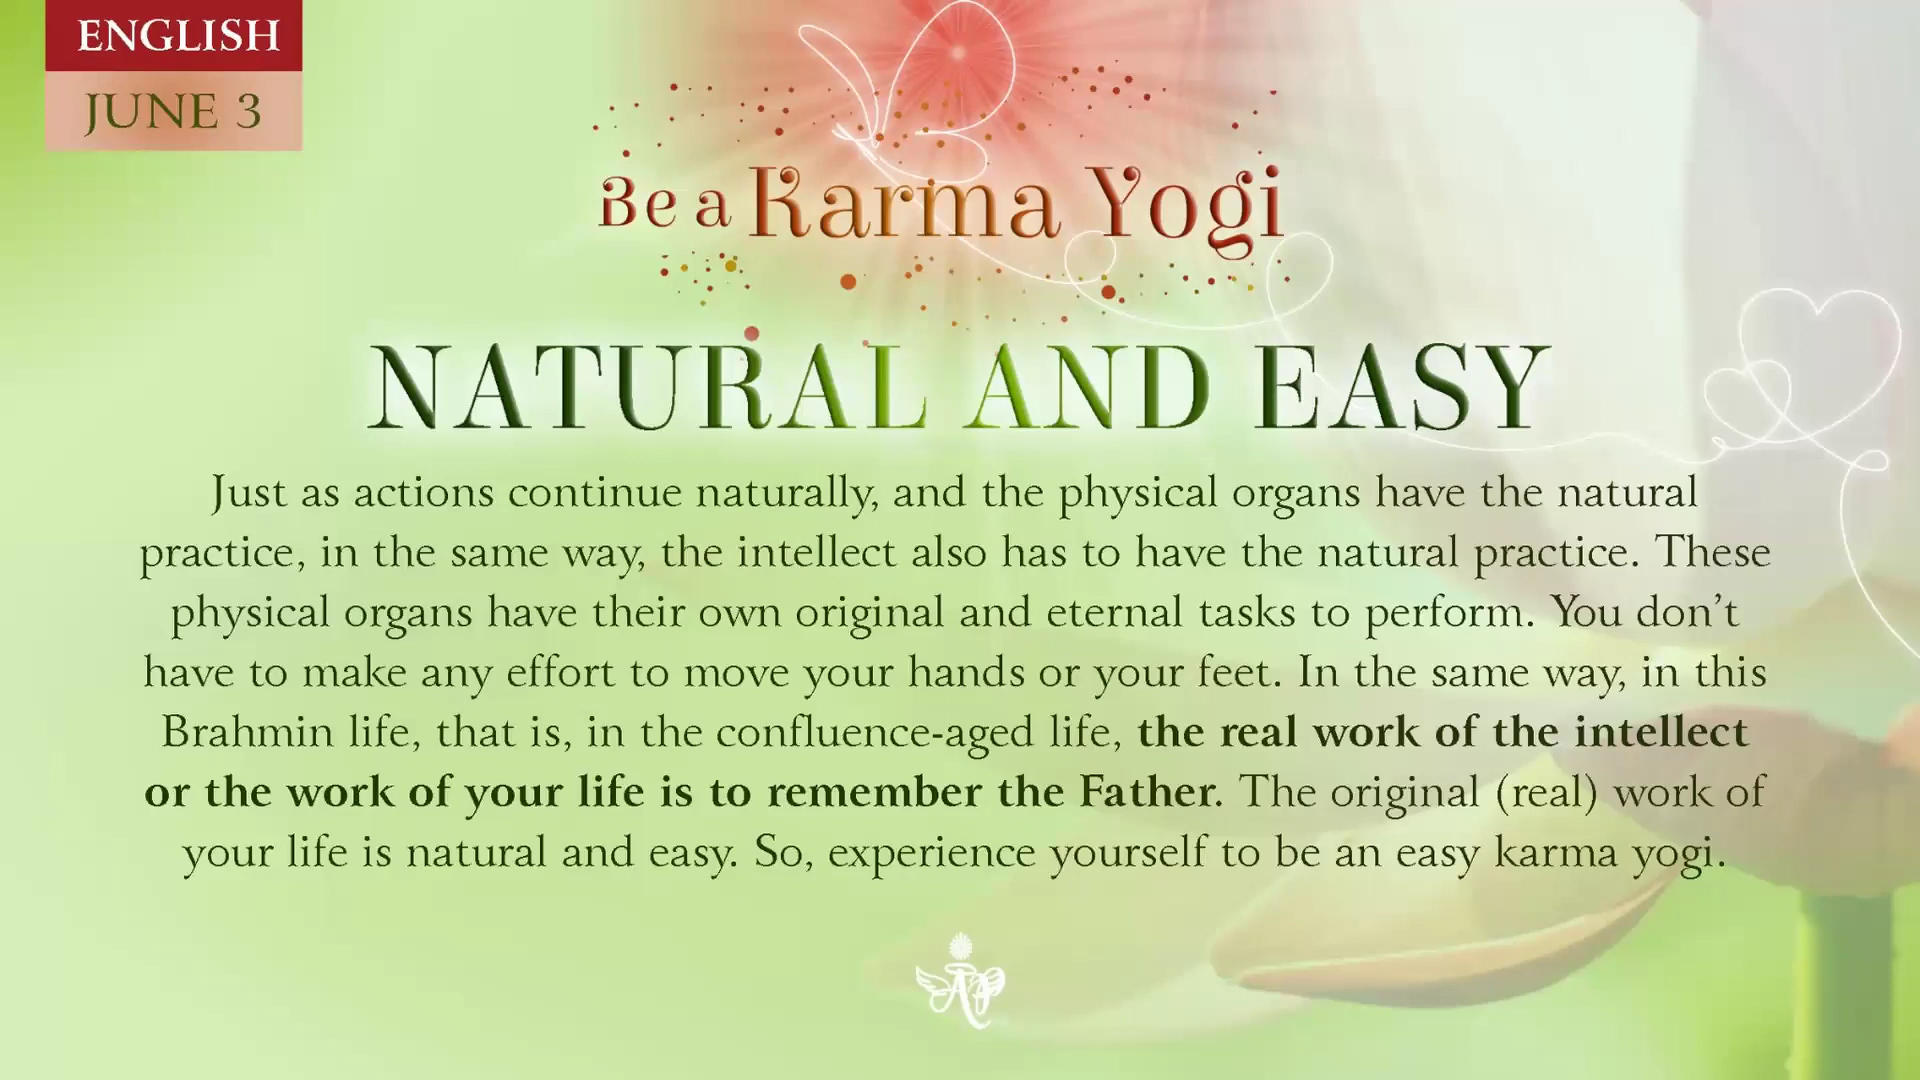 ENGLISH
JUNE 3
Be a Karma Yogi
NATURAL AND EASY
Just as actions continue naturally, and the physical organs have the natural
practice, in the same way, the intellect also has to have the natural practice. These
physical organs have their own original and eternal tasks to perform. You don’t
have to make any effort to move your hands or your feet. In the same way, in this
Brahmin life, that is, in the confluence-aged life, the real work of the intellect
or the work of your life is to remember the Father. The original (real) work of
your life is natural and easy. So, experience yourself to be an easy karma yogi.